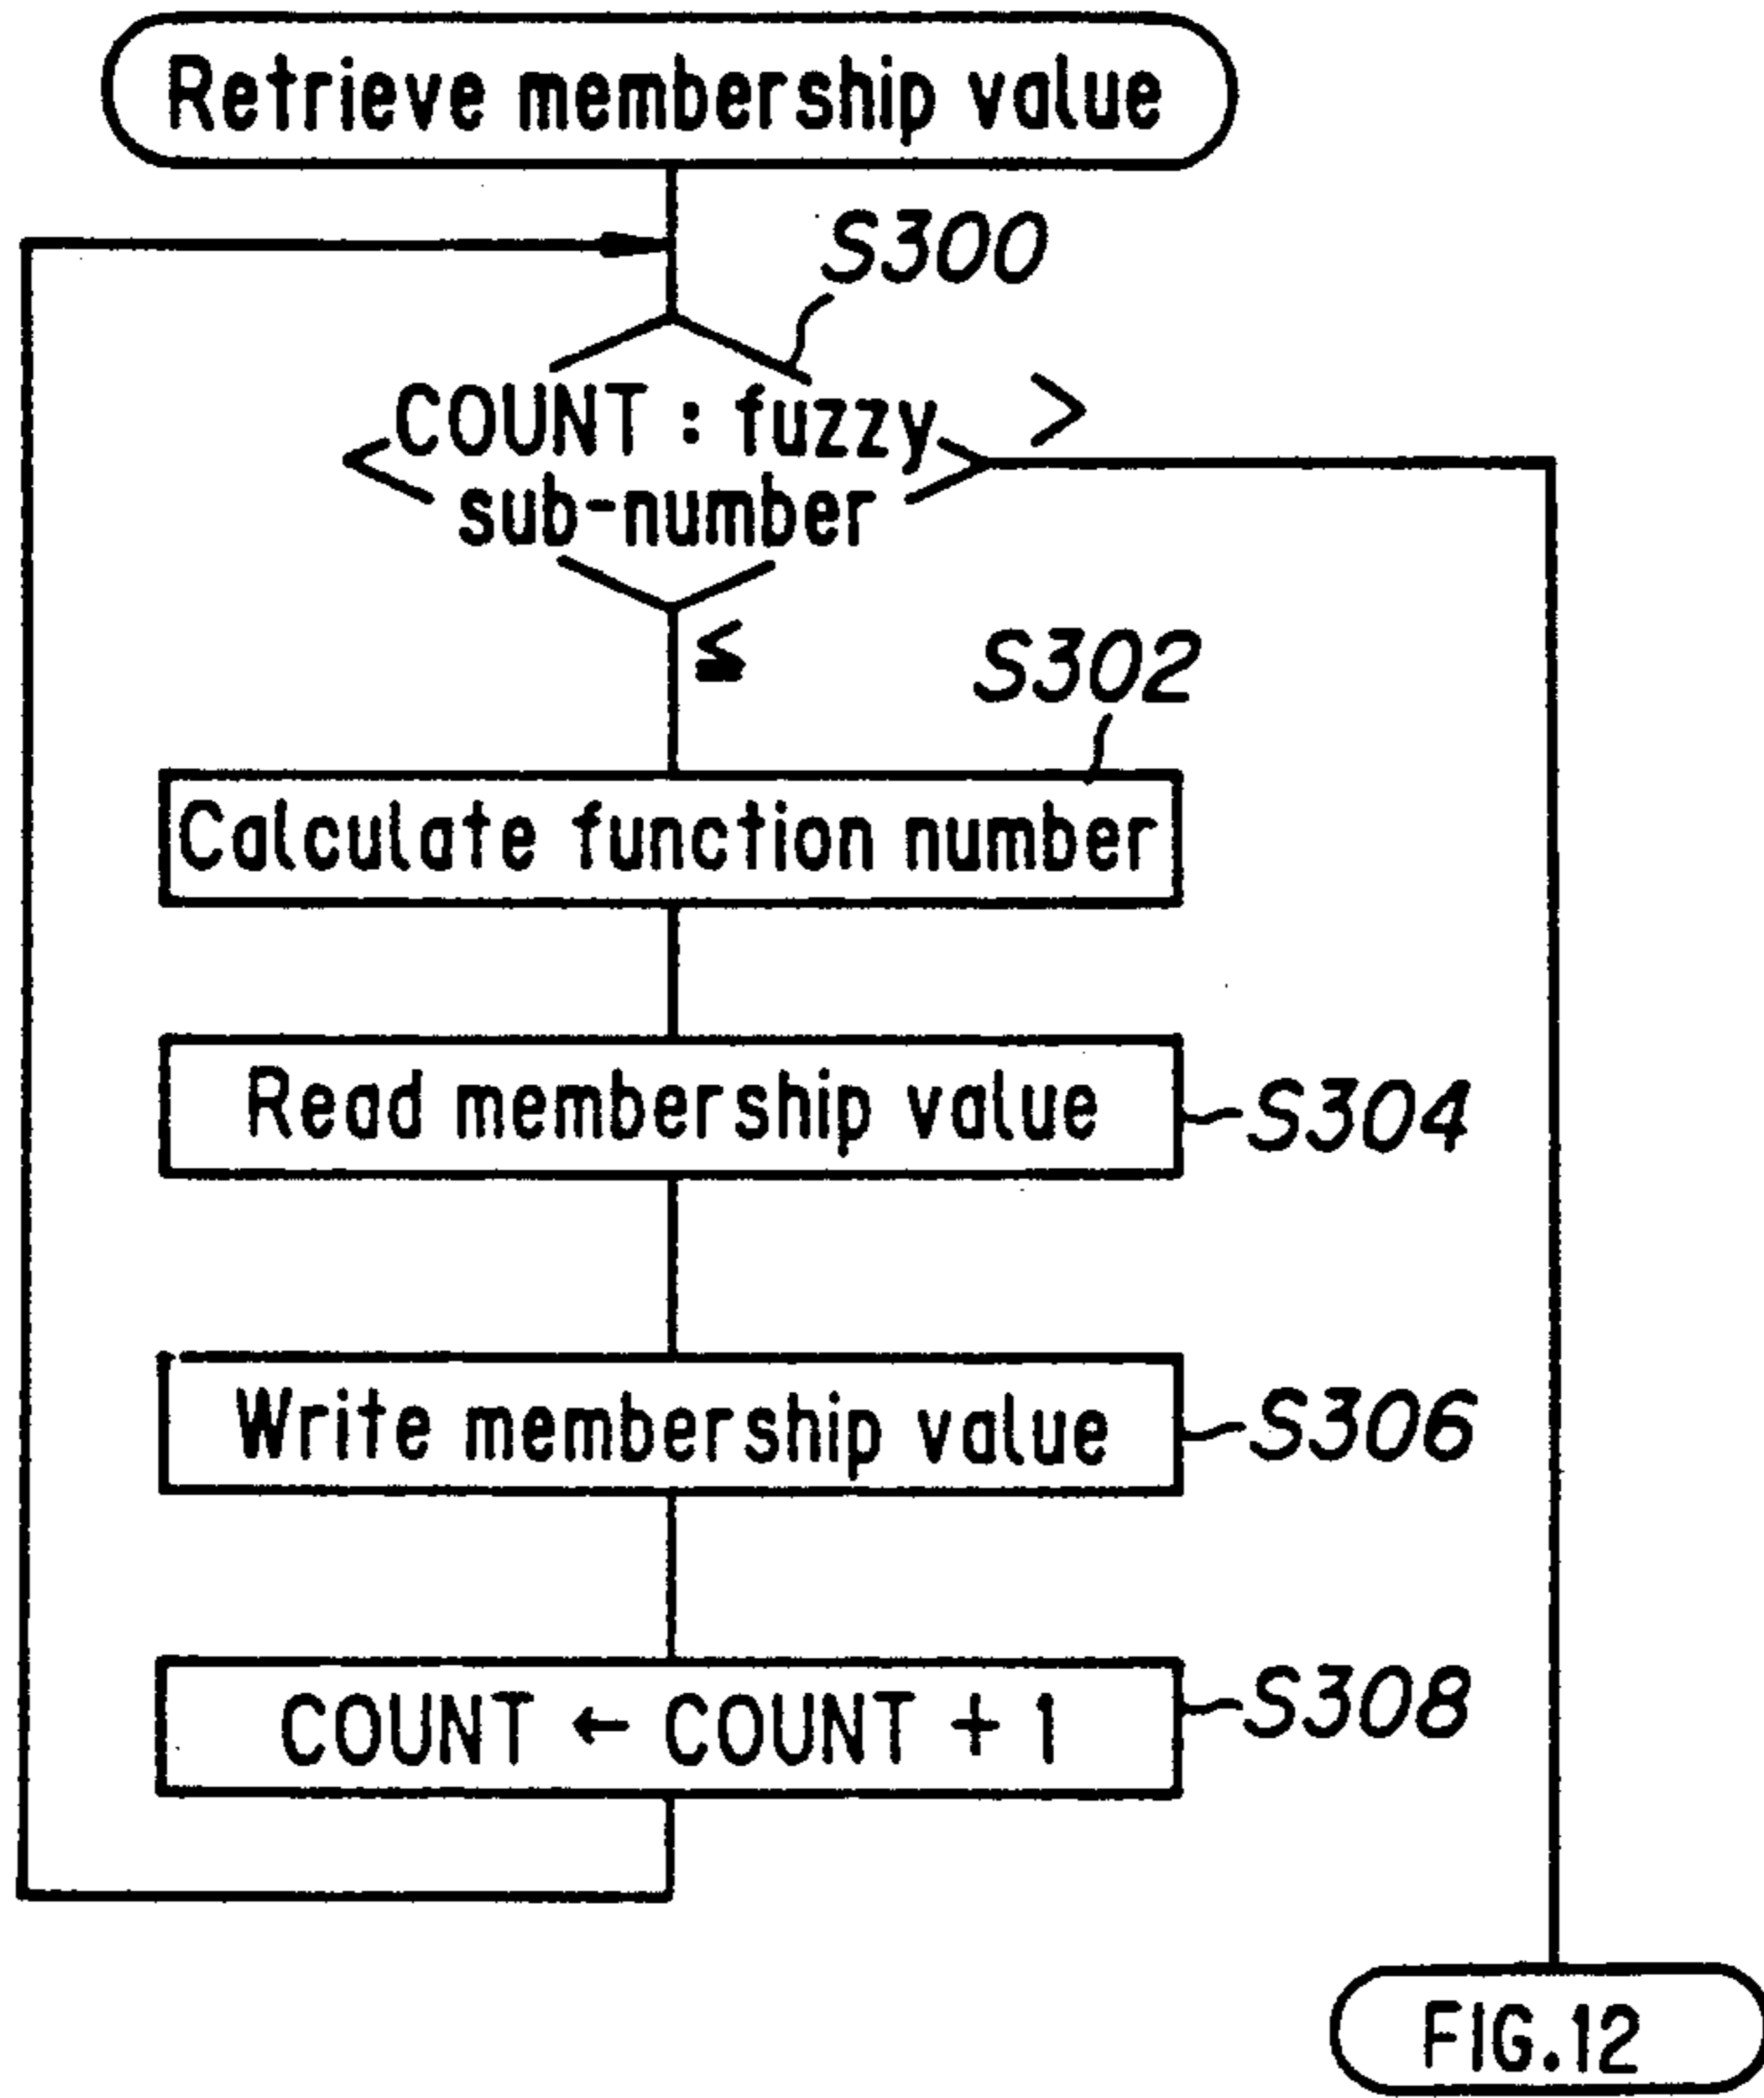 Retrieve membership value
S300
COUNT : fuzzy
sub-number
>
≦
S302
Calculate function number
Read membership value
S304
Write membership value
S306
COUNT ← COUNT + 1
S308
FIG.12